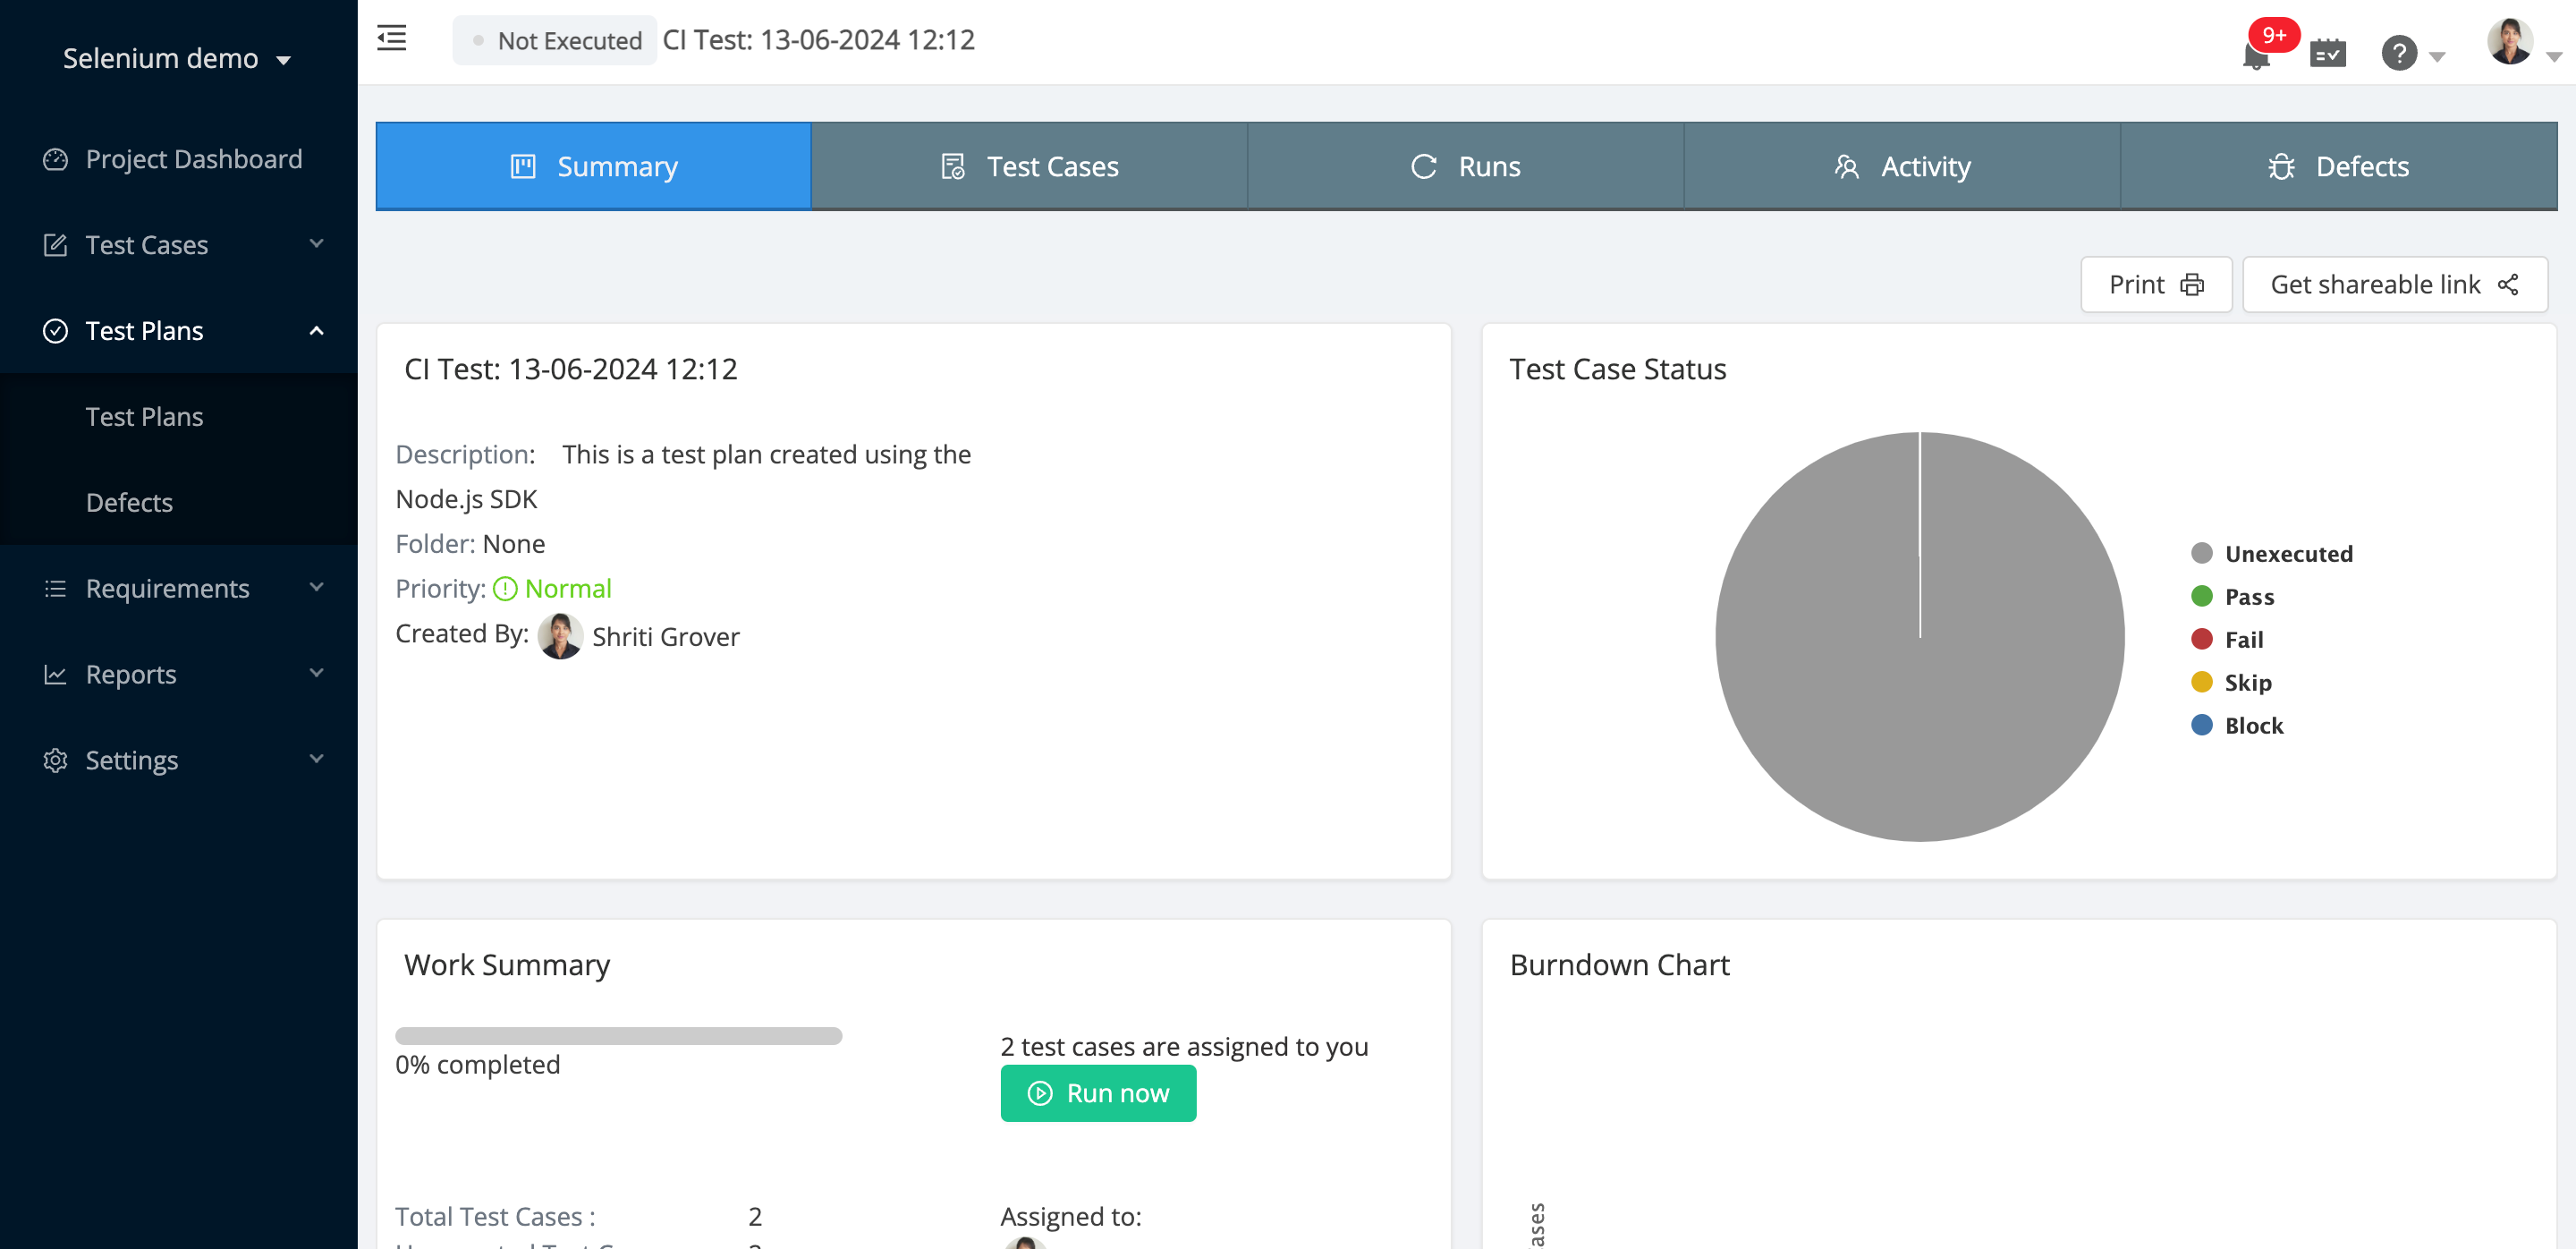 Selenium demo
Project Dashboard
Test Cases
Test Plans
Test Plans
Defects
Requirements
Reports
Settings
Not Executed CI Test: 13-06-2024 12:12
9+
Summary
Test Cases
Runs
Activity
Defects
Print
Get shareable link
CI Test: 13-06-2024 12:12
Description: This is a test plan created using the
Node.js SDK
Folder: None
Priority: Normal
Created By: Shriti Grover
Test Case Status
Unexecuted
Pass
Fail
Skip
Block
Work Summary
0% completed
2 test cases are assigned to you
Run now
Total Test Cases : 2
Assigned to:
Burndown Chart